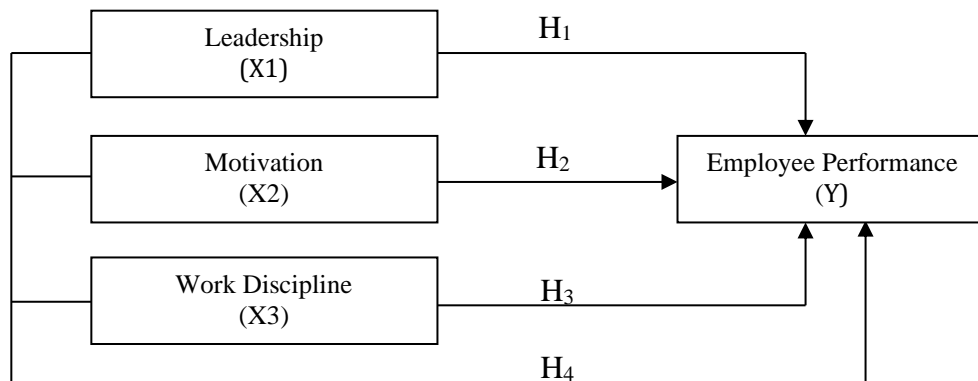 Leadership
(X1)
H1
Motivation
(X2)
H2
Employee Performance
(Y)
Work Discipline
(X3)
H3
H4